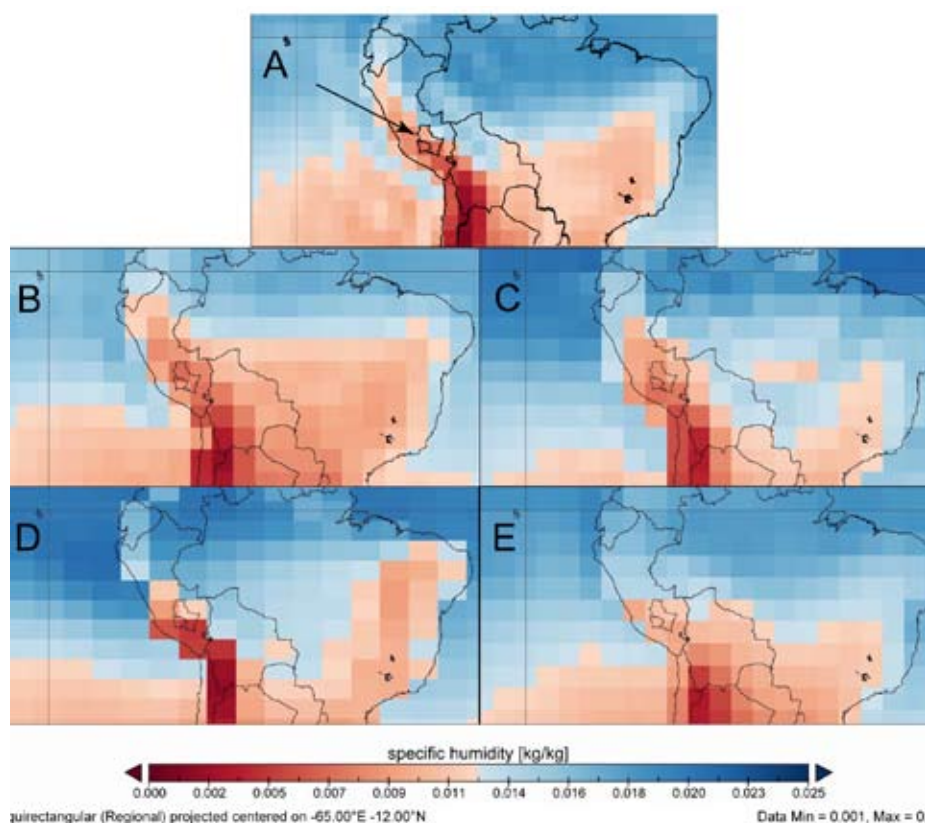 A
B
C
D
E
specific humidity [kg/kg]
0.000 0.002 0.005 0.007 0.009 0.011 0.014 0.016 0.018 0.020 0.023 0.025
quirectangular (Regional) projected centered on -65.00°E -12.00°N
Data Min = 0.001, Max = 0.